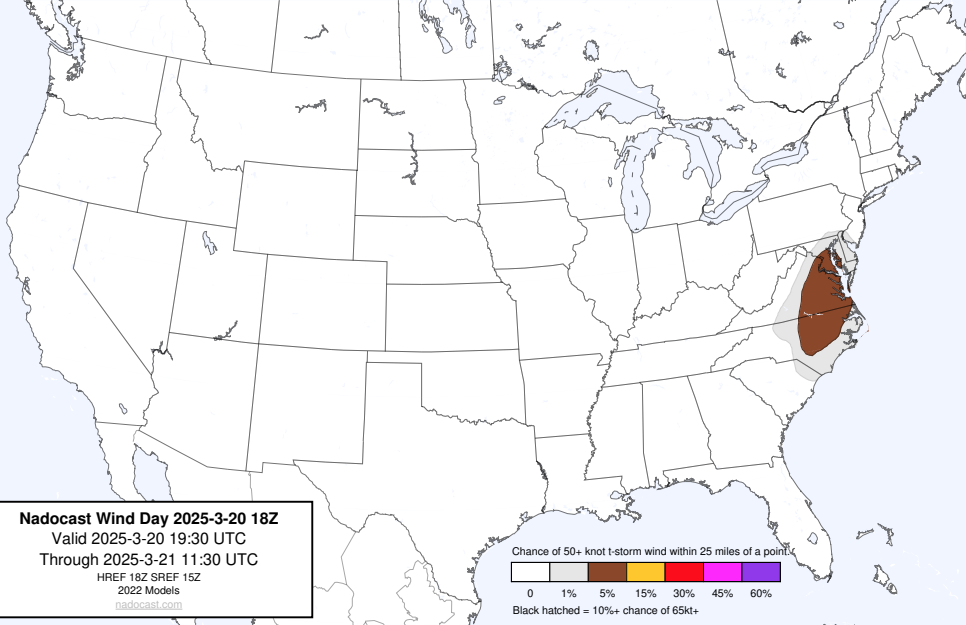 Nadocast Wind Day 2025-3-20 18Z
Valid 2025-3-20 19:30 UTC
Through 2025-3-21 11:30 UTC
HREF 18Z SREF 15Z
2022 Models
nadocast.com
Chance of 50+ knot t-storm wind within 25 miles of a point.
0 1% 5% 15% 30% 45% 60%
Black hatched = 10%+ chance of 65kt+